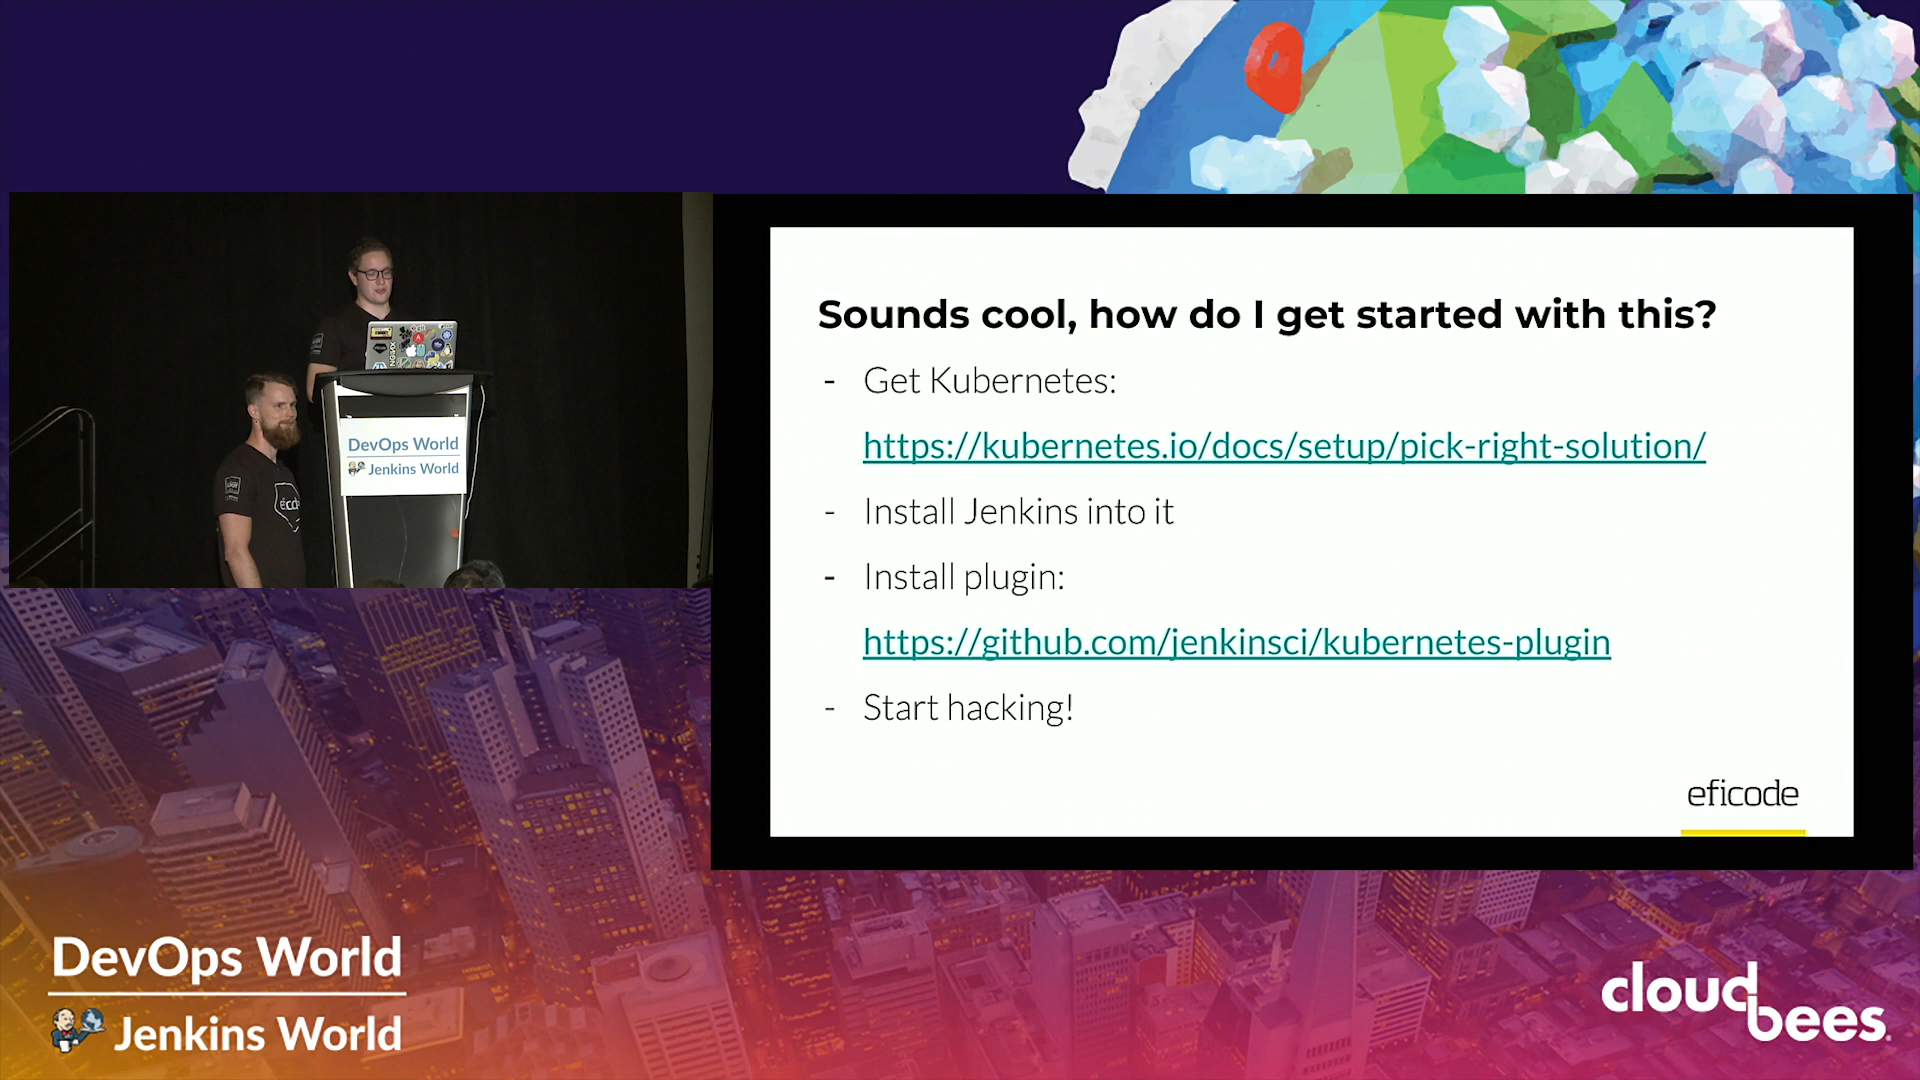 Sounds cool, how do I get started with this?
- Get Kubernetes:
https://kubernetes.io/docs/setup/pick-right-solution/
- Install Jenkins into it
- Install plugin:
https://github.com/jenkinsci/kubernetes-plugin
- Start hacking!
eficode
DevOps World
Jenkins World
DevOps World
Jenkins World
cloudbees